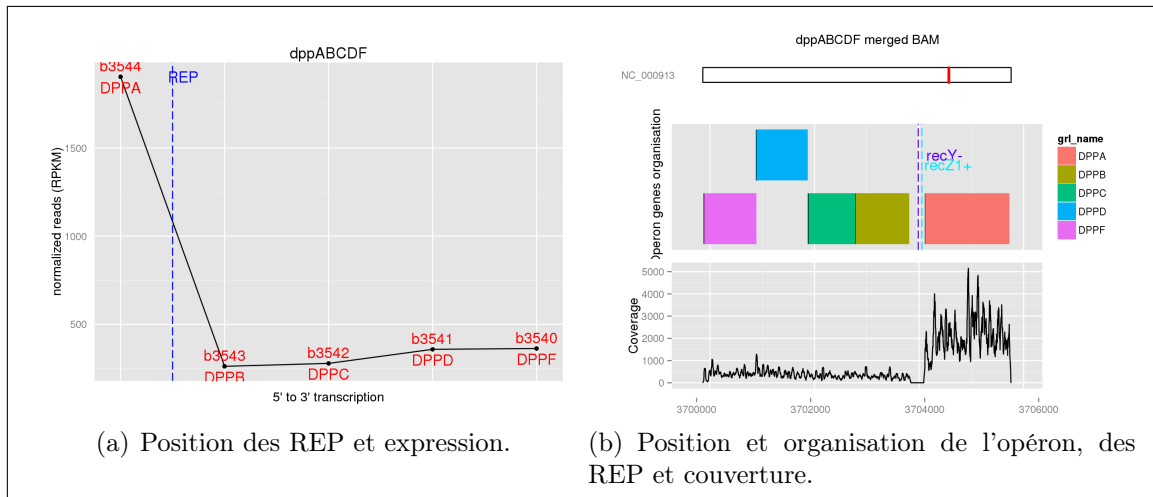 dppABCDF
b3544
DPPA
REP
1500
1000
500
normalized reads (RPKM)
b3543
DPPB
b3542
DPPC
b3541
DPPD
b3540
DPPF
5' to 3' transcription
(a) Position des REP et expression.
dppABCDF merged BAM
NC_000913
Operon genes organisation
recY-
recZ1+
grl_name
DPPA
DPPB
DPPC
DPPD
DPPF
Coverage
5000
4000
3000
2000
1000
0
3700000
3702000
3704000
3706000
(b) Position et organisation de l'opéron, des
REP et couverture.